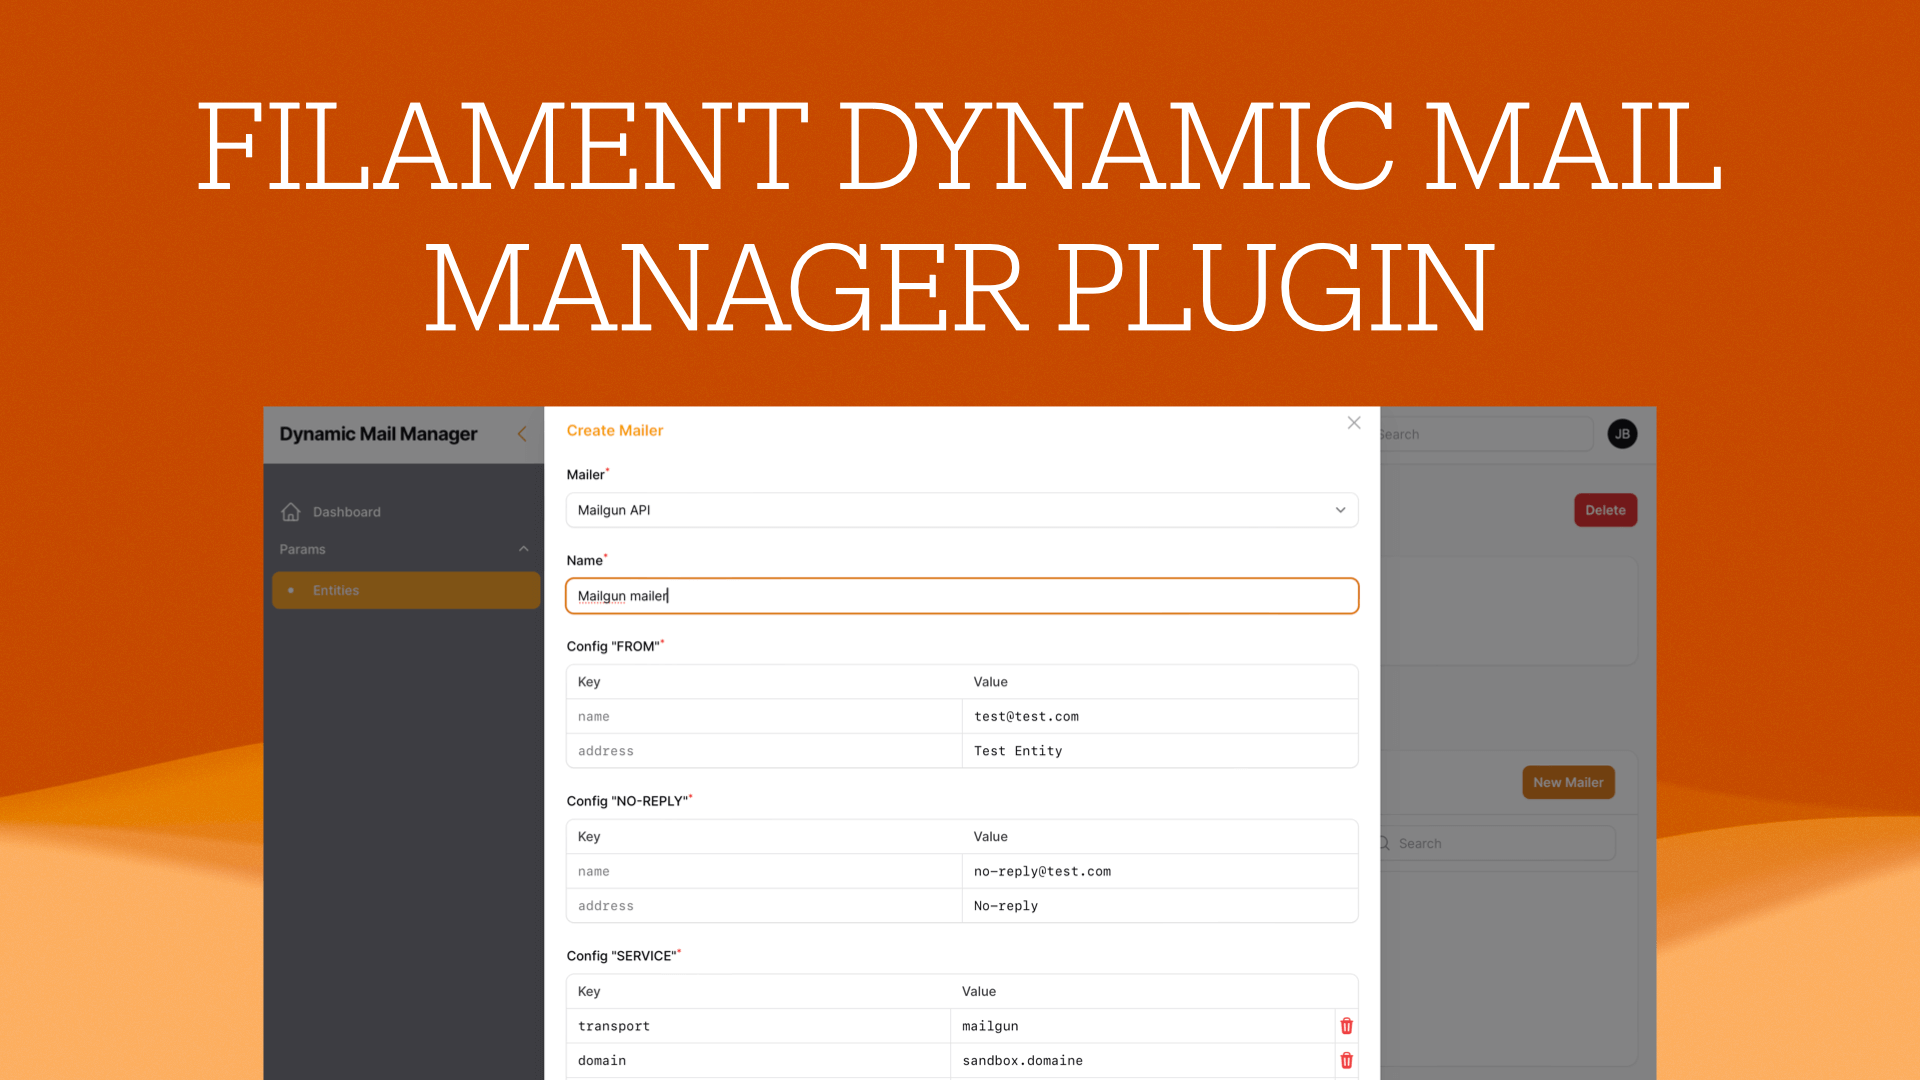 FILAMENT DYNAMIC MAIL
MANAGER PLUGIN
Dynamic Mail Manager
Dashboard
Params
Entities
Create Mailer
Mailer*
Mailgun API
Name*
Mailgun mailer
Config "FROM"*
Key Value
name test@test.com
address Test Entity
Config "NO-REPLY"*
Key Value
name no-reply@test.com
address No-reply
Config "SERVICE"*
Key Value
transport mailgun
domain sandbox.domaine
Search
JB
Delete
New Mailer
Search